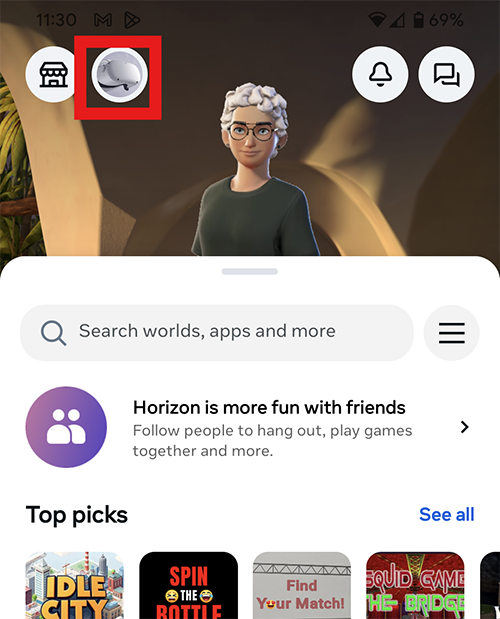 11:30
69%
Search worlds, apps and more
Horizon is more fun with friends
Follow people to hang out, play games
together and more.
Top picks
See all
IDLE
CITY
SPIN
THE
BOTTLE
Find
Your Match!
SQUID GAME
THE BRIDGE